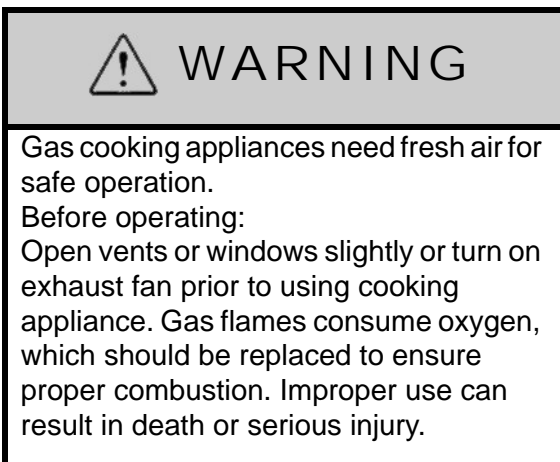 WARNING
Gas cooking appliances need fresh air for
safe operation.
Before operating:
Open vents or windows slightly or turn on
exhaust fan prior to using cooking
appliance. Gas flames consume oxygen,
which should be replaced to ensure
proper combustion. Improper use can
result in death or serious injury.